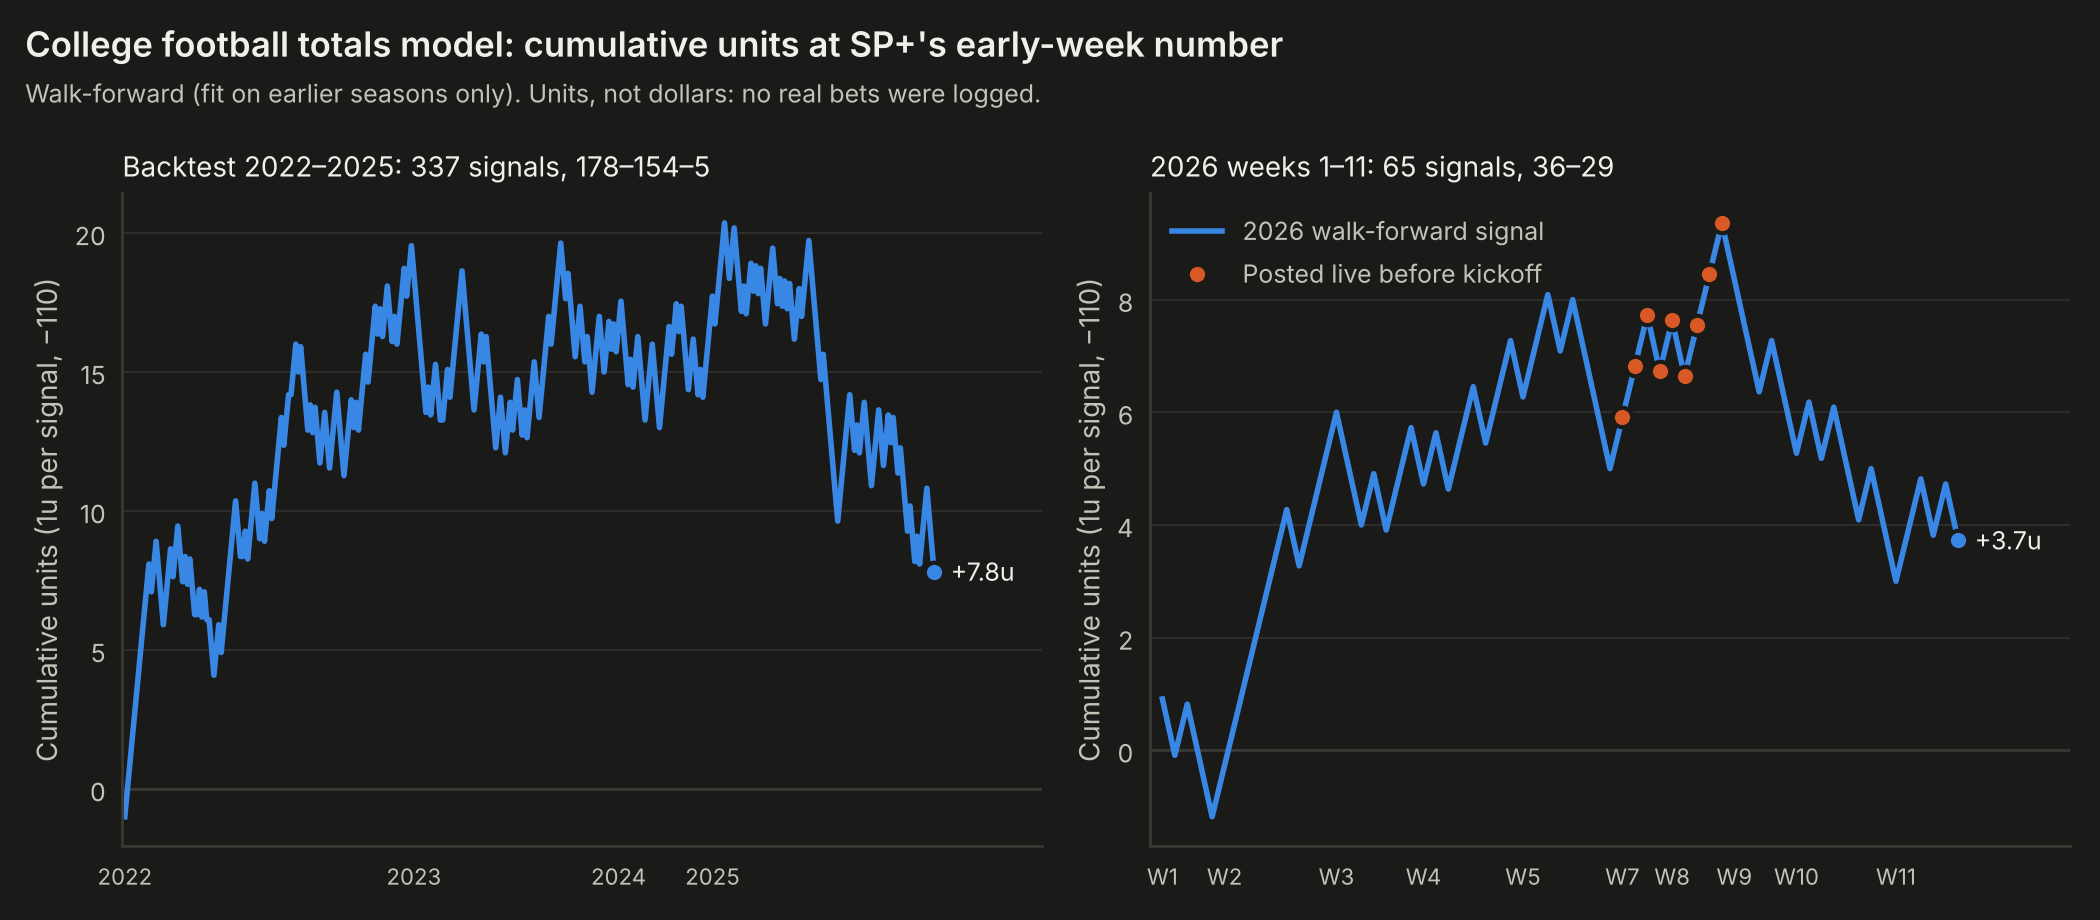 College football totals model: cumulative units at SP+'s early-week number
Walk-forward (fit on earlier seasons only). Units, not dollars: no real bets were logged.
Backtest 2022–2025: 337 signals, 178–154–5
Cumulative units (1u per signal, −110)
20
15
10
5
0
+7.8u
2022
2023
2024
2025
2026 weeks 1–11: 65 signals, 36–29
2026 walk-forward signal
Posted live before kickoff
Cumulative units (1u per signal, −110)
8
6
4
2
0
+3.7u
W1
W2
W3
W4
W5
W7
W8
W9
W10
W11